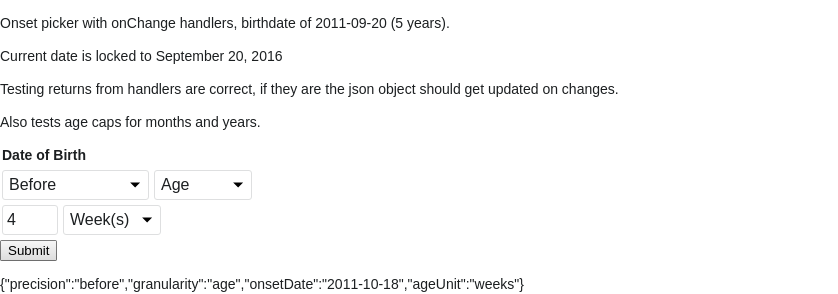 Onset picker with onChange handlers, birthdate of 2011-09-20 (5 years).
Current date is locked to September 20, 2016
Testing returns from handlers are correct, if they are the json object should get updated on changes.
Also tests age caps for months and years.
Date of Birth
Before Age
4 Week(s)
Submit
{"precision":"before","granularity":"age","onsetDate":"2011-10-18","ageUnit":"weeks"}